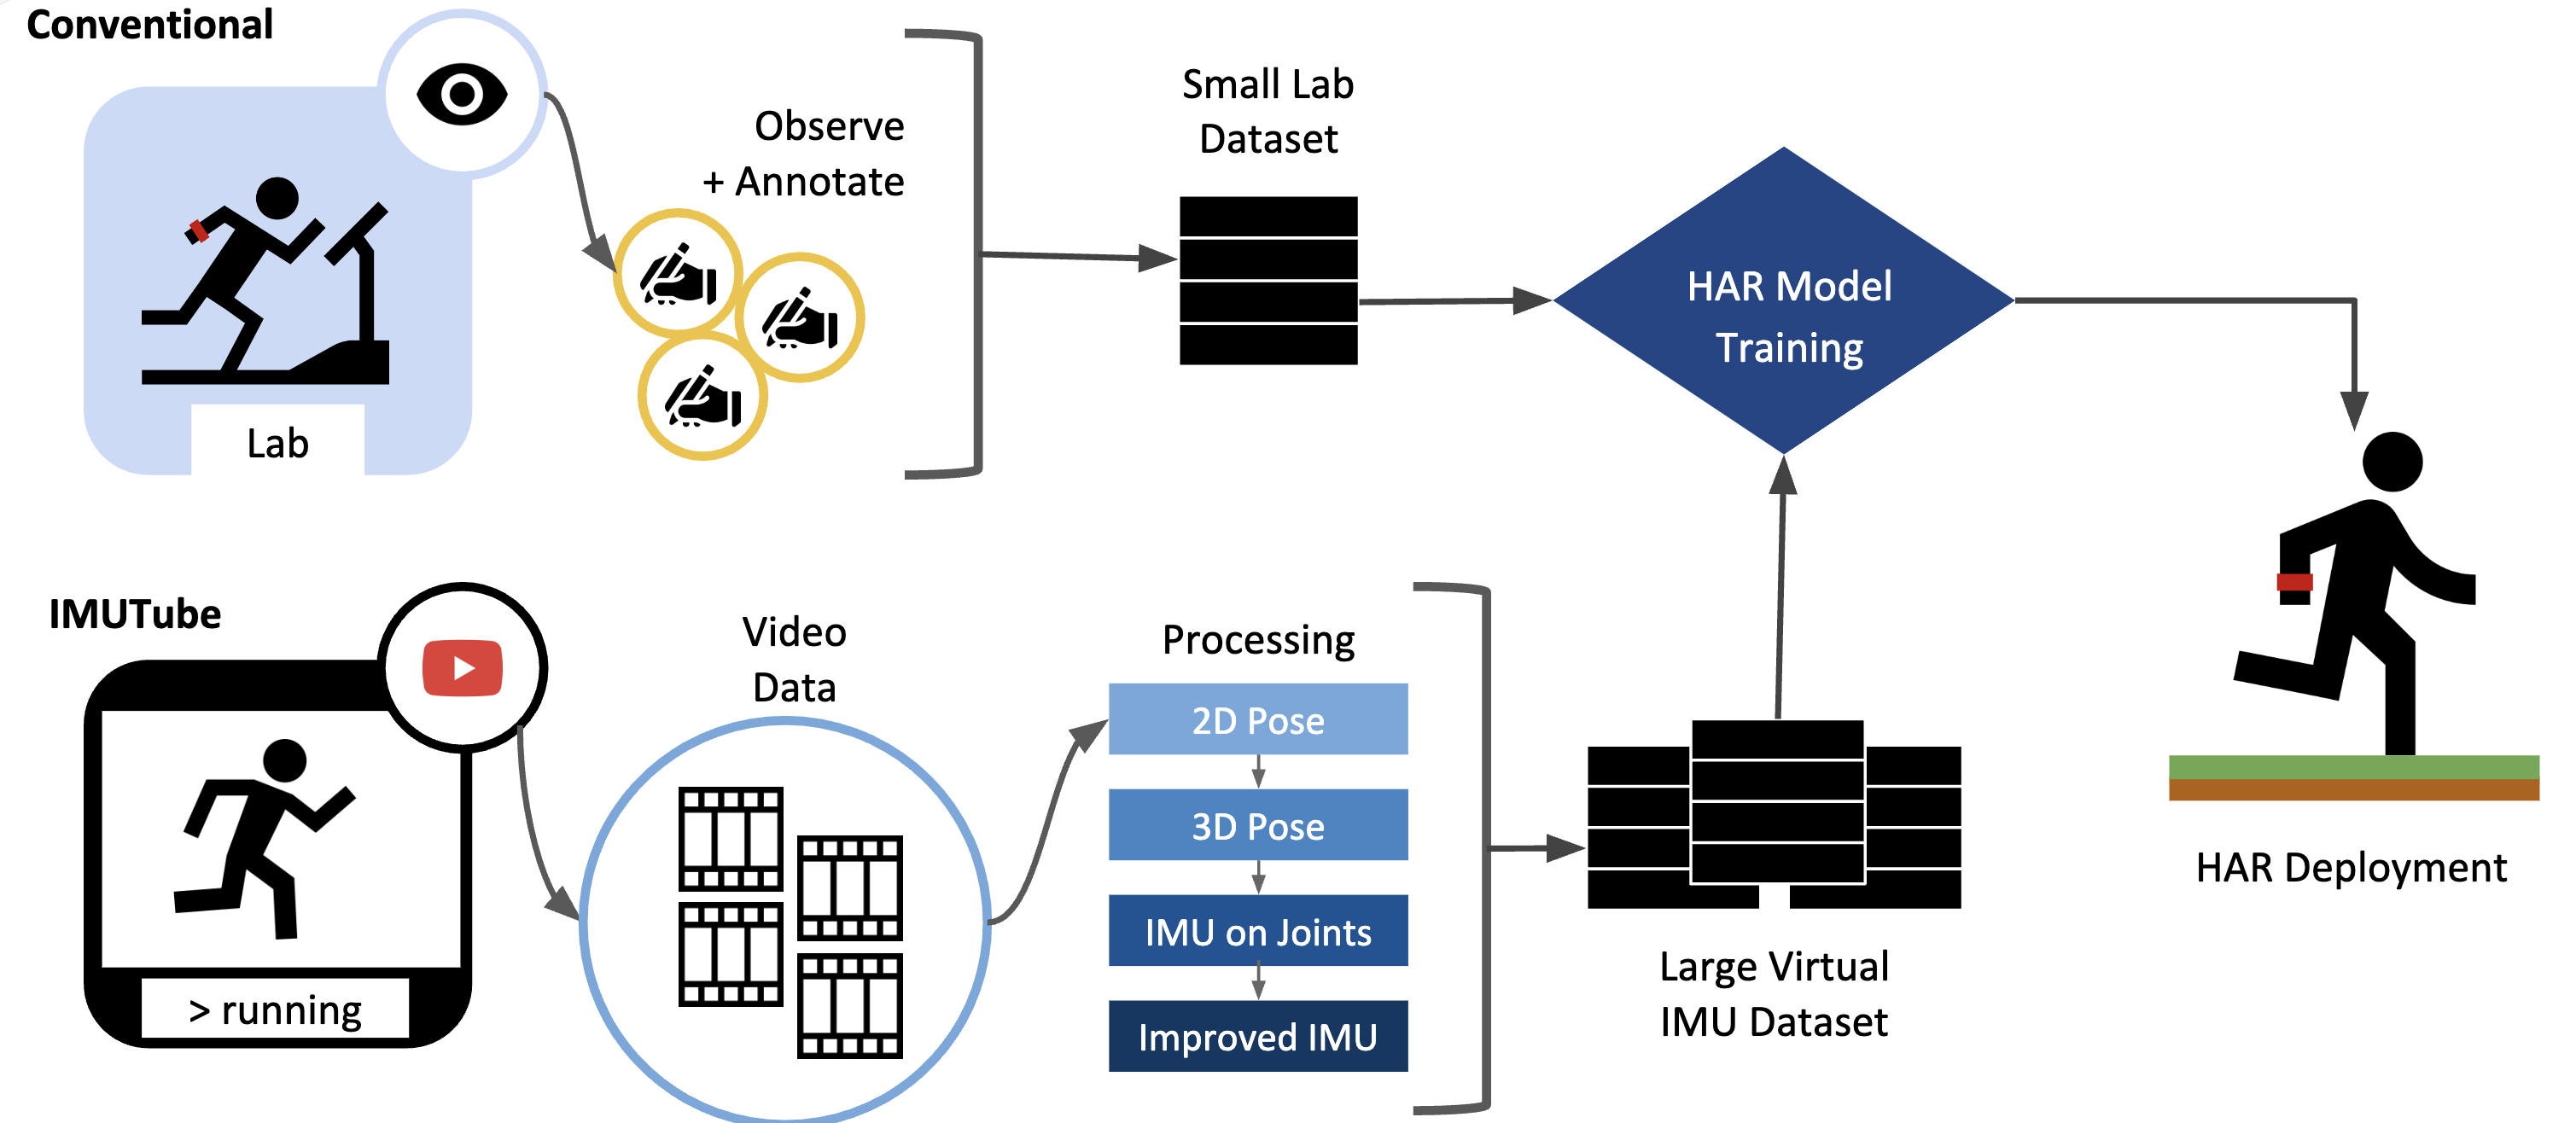 Conventional
Observe
+ Annotate
Lab
Small Lab
Dataset
HAR Model
Training
IMUTube
> running
Video
Data
Processing
2D Pose
3D Pose
IMU on Joints
Improved IMU
Large Virtual
IMU Dataset
HAR Deployment